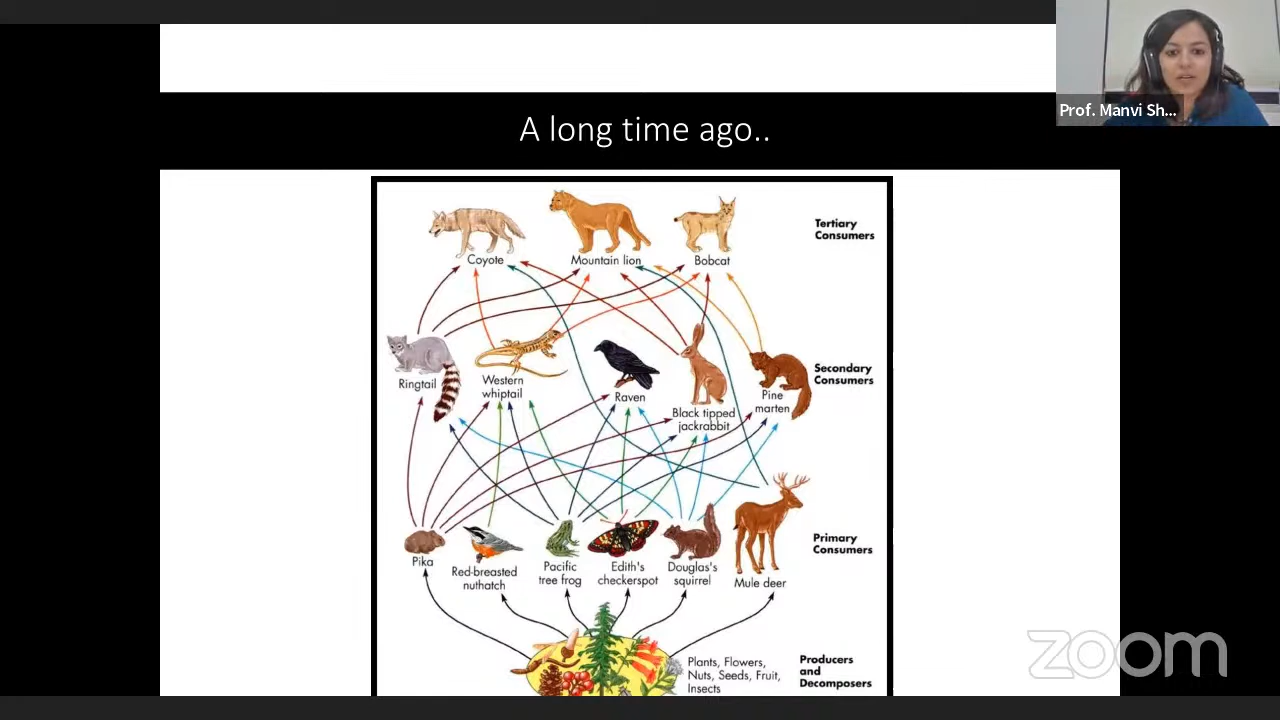 Prof. Manvi Sh...
A long time ago..
Tertiary
Consumers
Coyote
Mountain lion
Bobcat
Secondary
Consumers
Ringtail
Western
whiptail
Raven
Black tipped
jackrabbit
Pine
marten
Primary
Consumers
Pika
Red-breasted
nuthatch
Pacific
tree frog
Edith's
checkerspot
Douglas's
squirrel
Mule deer
Plants, Flowers,
Nuts, Seeds, Fruit,
Insects
Producers
and
Decomposers
zoom